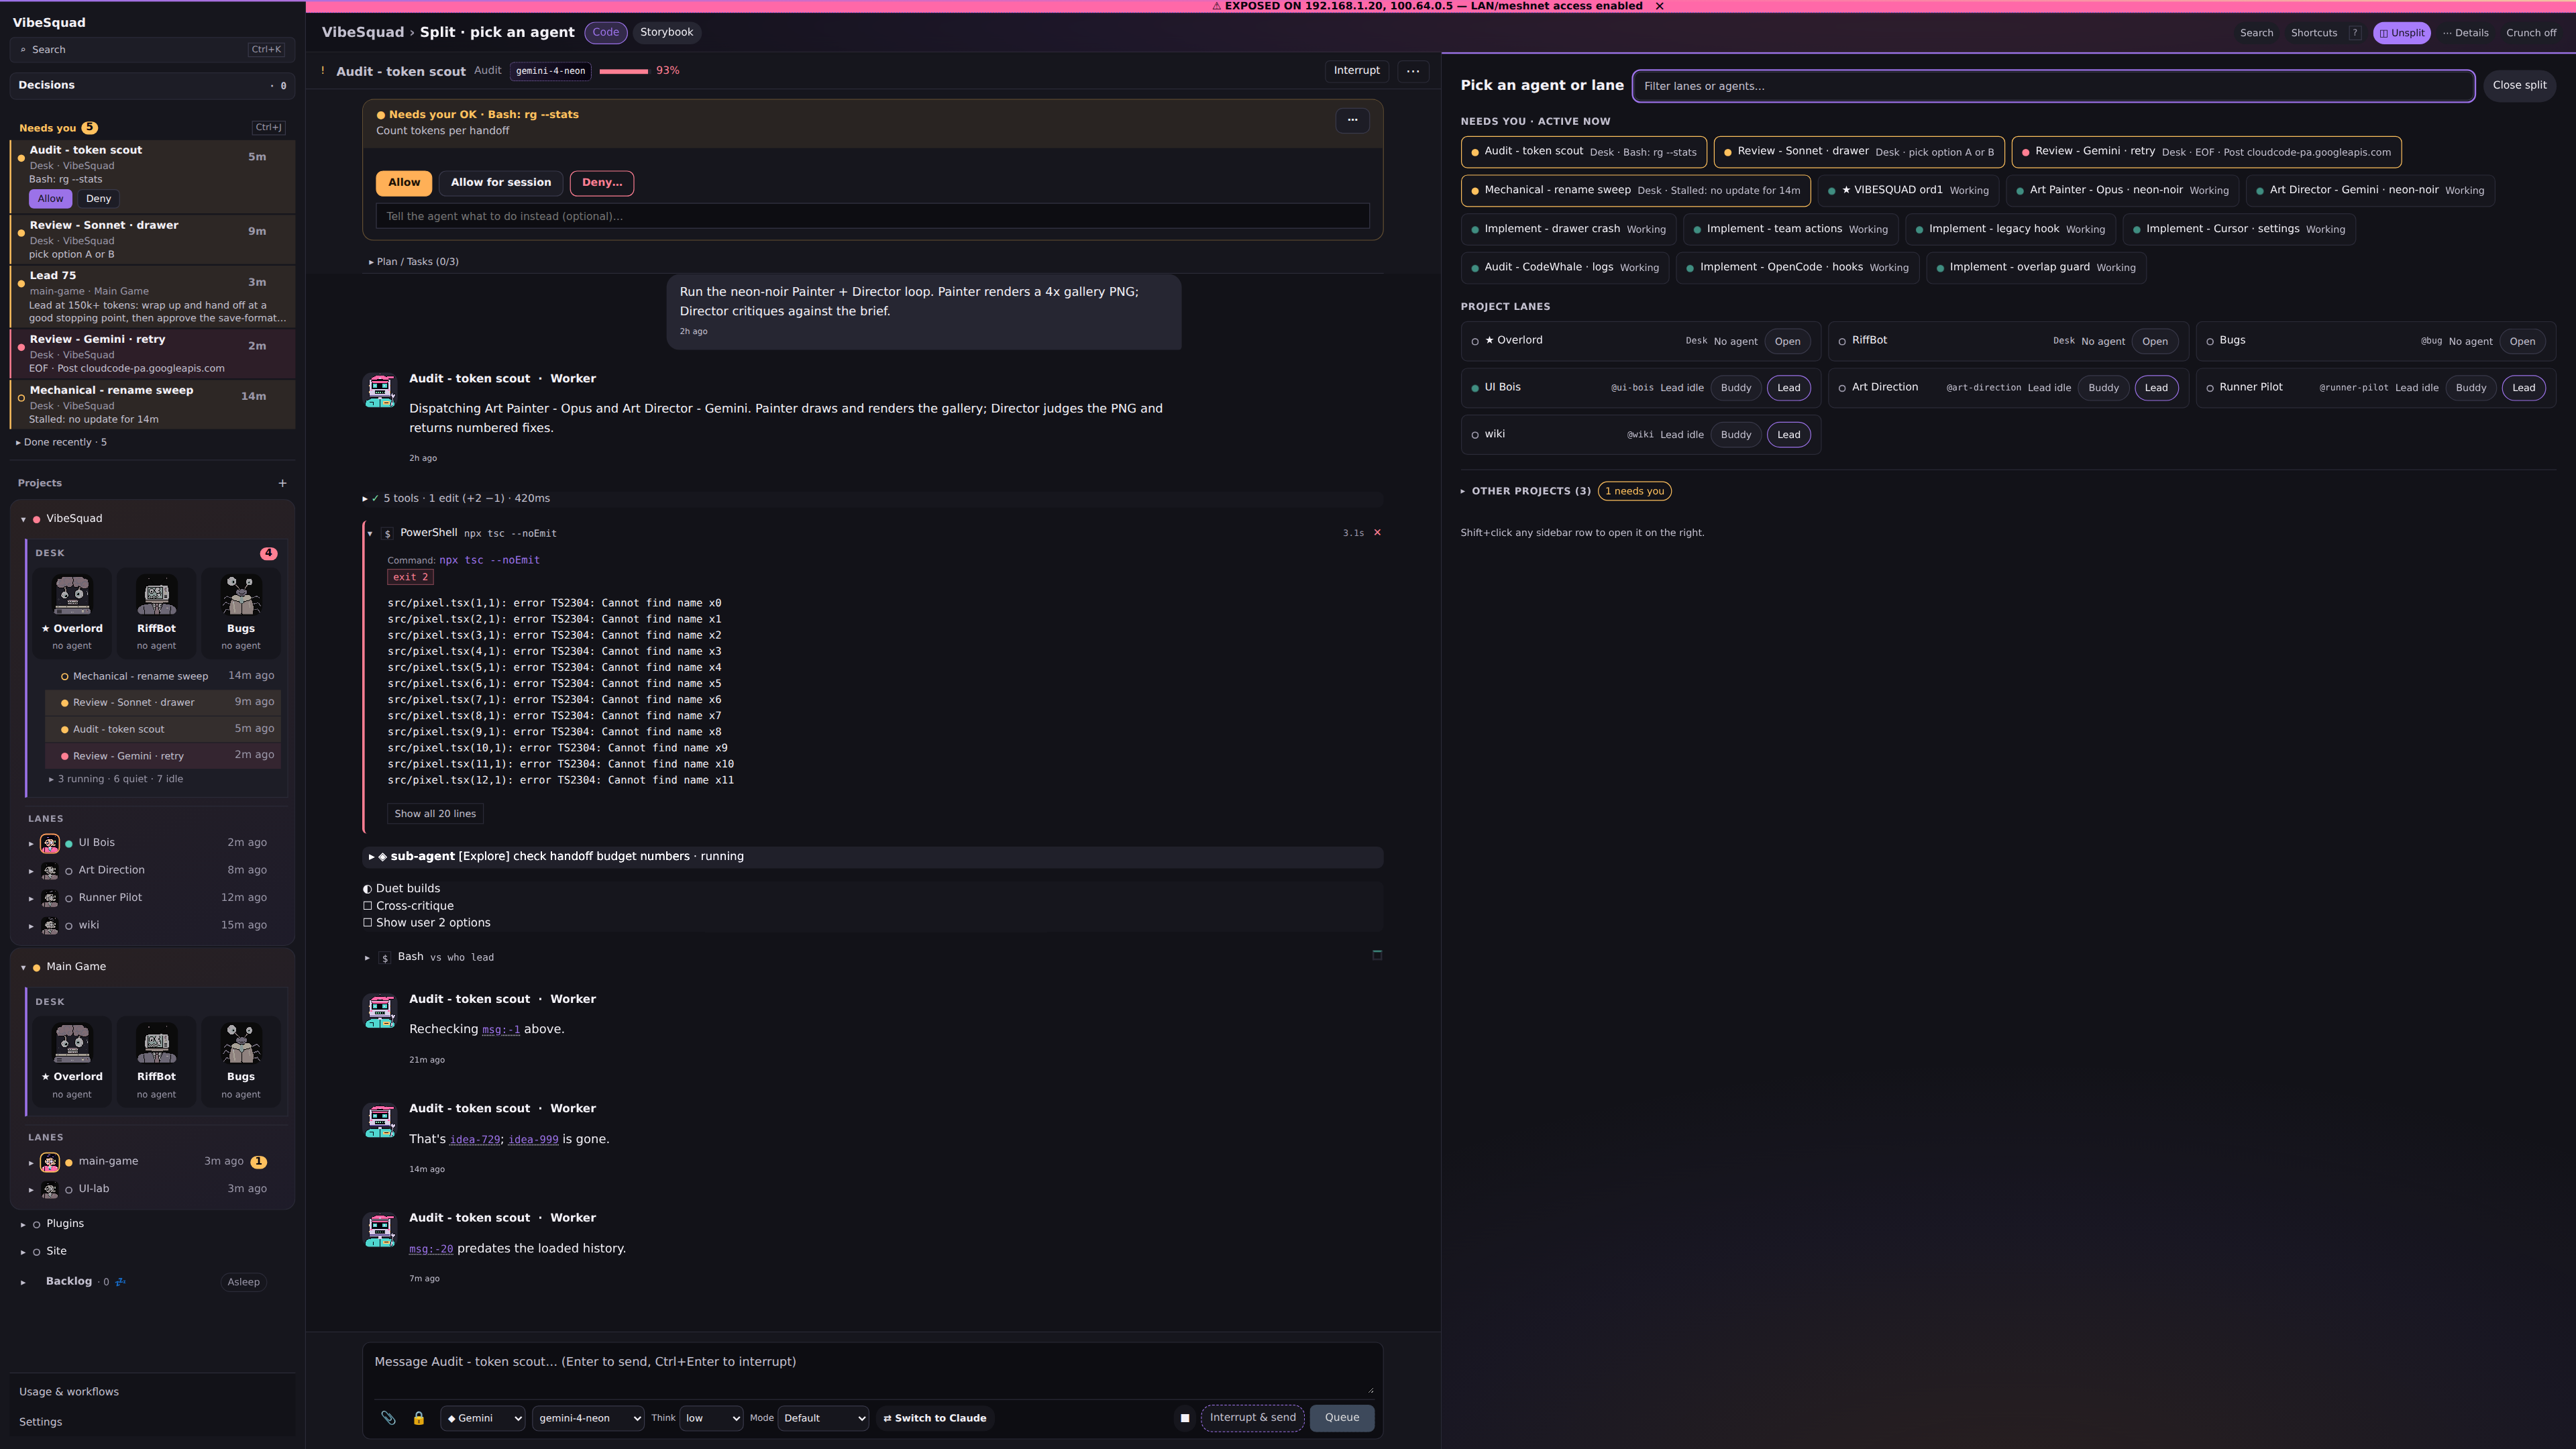 ⚠ EXPOSED ON 192.168.1.20, 100.64.0.5 — LAN/meshnet access enabled ✕
VibeSquad
⌕ Search Ctrl+K
Decisions · 0
Needs you 5 Ctrl+J
Audit - token scout 5m
Desk · VibeSquad
Bash: rg --stats
Allow Deny
Review - Sonnet · drawer 9m
Desk · VibeSquad
pick option A or B
Lead 75 3m
main-game · Main Game
Lead at 150k+ tokens: wrap up and hand off at a
good stopping point, then approve the save-format…
Review - Gemini · retry 2m
Desk · VibeSquad
EOF · Post cloudcode-pa.googleapis.com
Mechanical - rename sweep 14m
Desk · VibeSquad
Stalled: no update for 14m
▸ Done recently · 5
Projects +
▾ VibeSquad
DESK 4
★ Overlord RiffBot Bugs
no agent no agent no agent
Mechanical - rename sweep 14m ago
Review - Sonnet · drawer 9m ago
Audit - token scout 5m ago
Review - Gemini · retry 2m ago
▸ 3 running · 6 quiet · 7 idle
LANES
▸ UI Bois 2m ago
▸ Art Direction 8m ago
▸ Runner Pilot 12m ago
▸ wiki 15m ago
▾ Main Game
DESK
★ Overlord RiffBot Bugs
no agent no agent no agent
LANES
▸ main-game 3m ago 1
▸ UI-lab 3m ago
▸ Plugins
▸ Site
▸ Backlog · 0 💤 Asleep
Usage & workflows
Settings
VibeSquad › Split · pick an agent Code Storybook
Search Shortcuts ? ◫ Unsplit ⋯ Details Crunch off
! Audit - token scout Audit gemini-4-neon 93% Interrupt ⋯
● Needs your OK · Bash: rg --stats ⋯
Count tokens per handoff
Allow Allow for session Deny…
Tell the agent what to do instead (optional)…
▸ Plan / Tasks (0/3)
Run the neon-noir Painter + Director loop. Painter renders a 4x gallery PNG;
Director critiques against the brief.
2h ago
Audit - token scout · Worker
Dispatching Art Painter - Opus and Art Director - Gemini. Painter draws and renders the gallery; Director judges the PNG and
returns numbered fixes.
2h ago
▸ ✓ 5 tools · 1 edit (+2 −1) · 420ms
▾ $ PowerShell npx tsc --noEmit 3.1s ✕
Command: npx tsc --noEmit
exit 2
src/pixel.tsx(1,1): error TS2304: Cannot find name x0
src/pixel.tsx(2,1): error TS2304: Cannot find name x1
src/pixel.tsx(3,1): error TS2304: Cannot find name x2
src/pixel.tsx(4,1): error TS2304: Cannot find name x3
src/pixel.tsx(5,1): error TS2304: Cannot find name x4
src/pixel.tsx(6,1): error TS2304: Cannot find name x5
src/pixel.tsx(7,1): error TS2304: Cannot find name x6
src/pixel.tsx(8,1): error TS2304: Cannot find name x7
src/pixel.tsx(9,1): error TS2304: Cannot find name x8
src/pixel.tsx(10,1): error TS2304: Cannot find name x9
src/pixel.tsx(11,1): error TS2304: Cannot find name x10
src/pixel.tsx(12,1): error TS2304: Cannot find name x11
Show all 20 lines
▸ ◈ sub-agent [Explore] check handoff budget numbers · running
◐ Duet builds
☐ Cross-critique
☐ Show user 2 options
▸ $ Bash vs who lead
Audit - token scout · Worker
Rechecking msg:-1 above.
21m ago
Audit - token scout · Worker
That's idea-729; idea-999 is gone.
14m ago
Audit - token scout · Worker
msg:-20 predates the loaded history.
7m ago
Message Audit - token scout… (Enter to send, Ctrl+Enter to interrupt)
◆ Gemini gemini-4-neon Think low Mode Default ⇄ Switch to Claude ■ Interrupt & send Queue
Pick an agent or lane Filter lanes or agents… Close split
NEEDS YOU · ACTIVE NOW
Audit - token scout Desk · Bash: rg --stats Review - Sonnet · drawer Desk · pick option A or B Review - Gemini · retry Desk · EOF · Post cloudcode-pa.googleapis.com
Mechanical - rename sweep Desk · Stalled: no update for 14m ★ VIBESQUAD ord1 Working Art Painter - Opus · neon-noir Working Art Director - Gemini · neon-noir Working
Implement - drawer crash Working Implement - team actions Working Implement - legacy hook Working Implement - Cursor · settings Working
Audit - CodeWhale · logs Working Implement - OpenCode · hooks Working Implement - overlap guard Working
PROJECT LANES
★ Overlord Desk No agent Open RiffBot Desk No agent Open Bugs @bug No agent Open
UI Bois @ui-bois Lead idle Buddy Lead Art Direction @art-direction Lead idle Buddy Lead Runner Pilot @runner-pilot Lead idle Buddy Lead
wiki @wiki Lead idle Buddy Lead
▸ OTHER PROJECTS (3) 1 needs you
Shift+click any sidebar row to open it on the right.